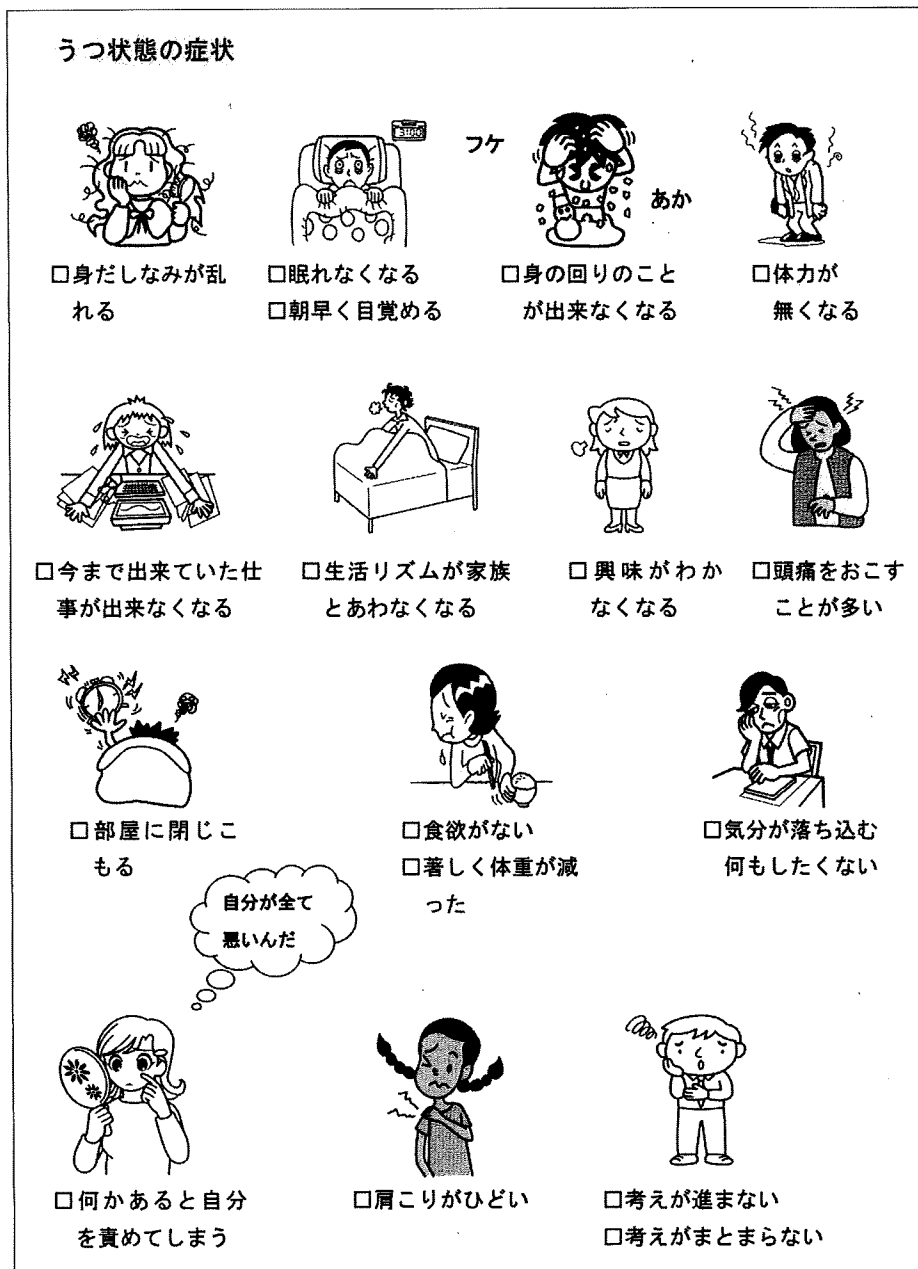 うつ状態の症状
3:00
フケ
あか
□身だしなみが乱
れる
□眠れなくなる
□朝早く目覚める
□身の回りのこと
が出来なくなる
□体力が
無くなる
□今まで出来ていた仕
事が出来なくなる
□生活リズムが家族
とあわなくなる
□興味がわか
なくなる
□頭痛をおこす
ことが多い
□部屋に閉じこ
もる
□食欲がない
□著しく体重が減
った
□気分が落ち込む
何もしたくない
自分が全て
悪いんだ
□何かあると自分
を責めてしまう
□肩こりがひどい
□考えが進まない
□考えがまとまらない